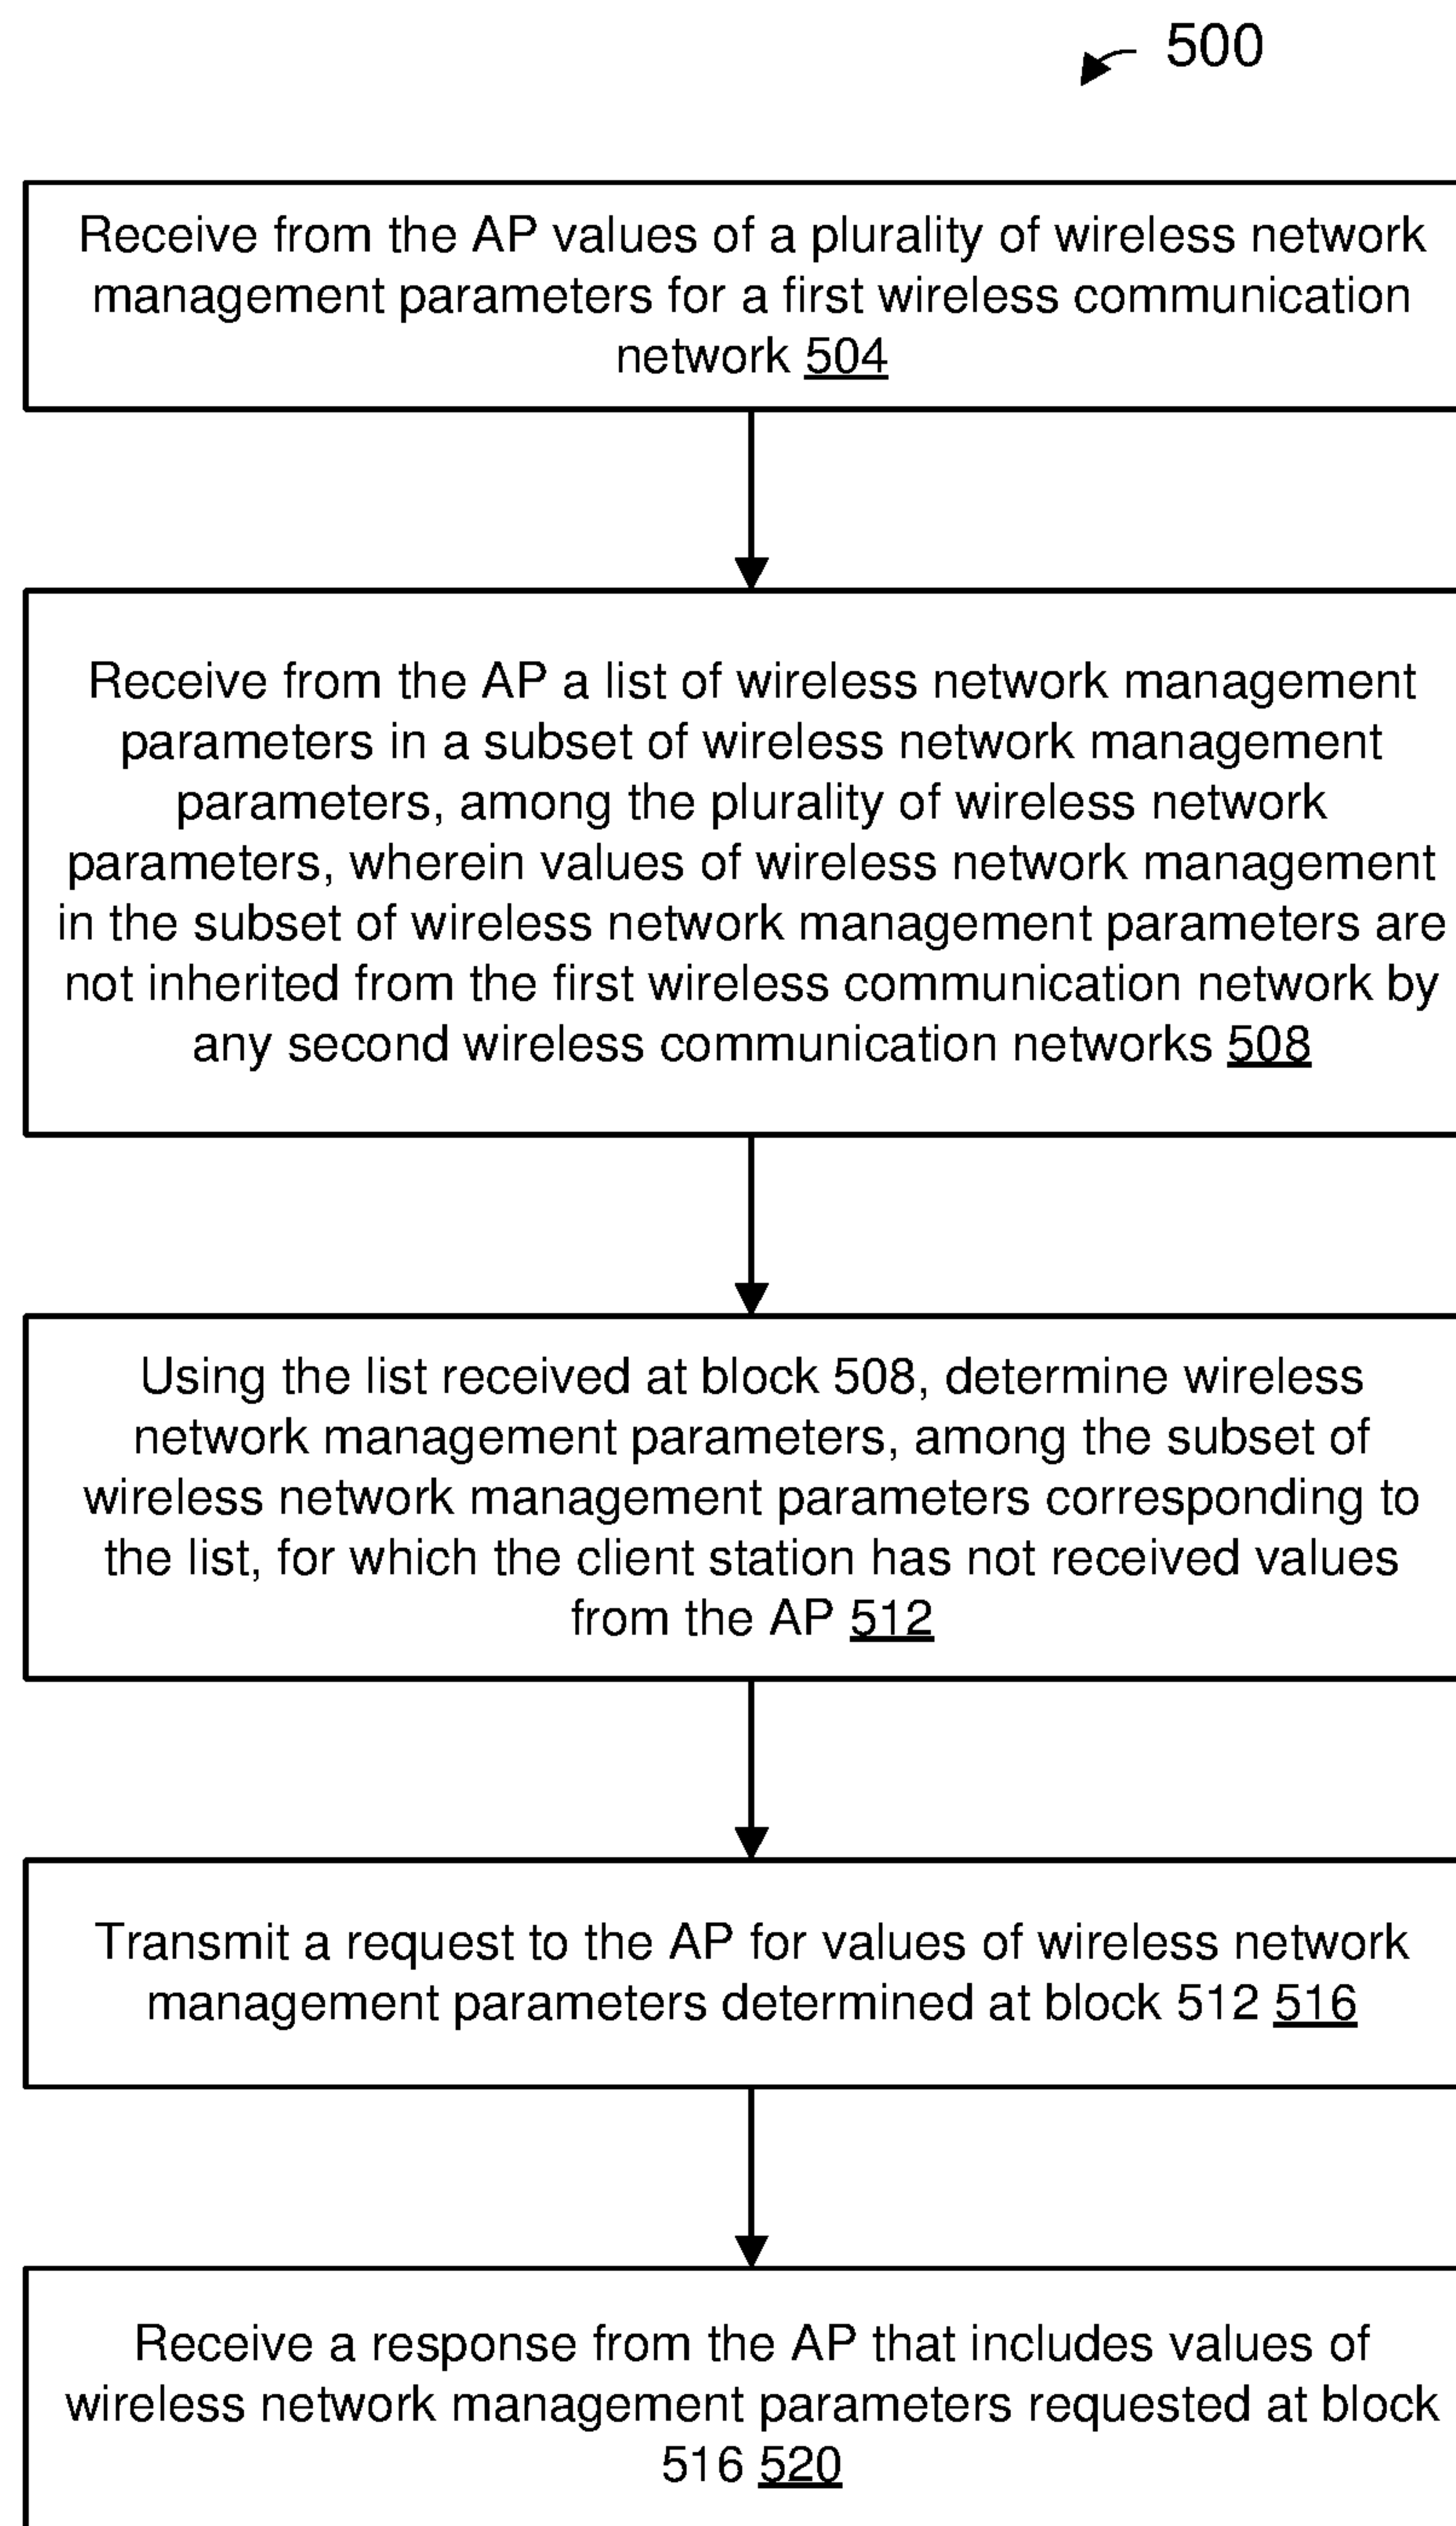 500
Receive from the AP values of a plurality of wireless network
management parameters for a first wireless communication
network 504
Receive from the AP a list of wireless network management
parameters in a subset of wireless network management
parameters, among the plurality of wireless network
parameters, wherein values of wireless network management
in the subset of wireless network management parameters are
not inherited from the first wireless communication network by
any second wireless communication networks 508
Using the list received at block 508, determine wireless
network management parameters, among the subset of
wireless network management parameters corresponding to
the list, for which the client station has not received values
from the AP 512
Transmit a request to the AP for values of wireless network
management parameters determined at block 512 516
Receive a response from the AP that includes values of
wireless network management parameters requested at block
516 520